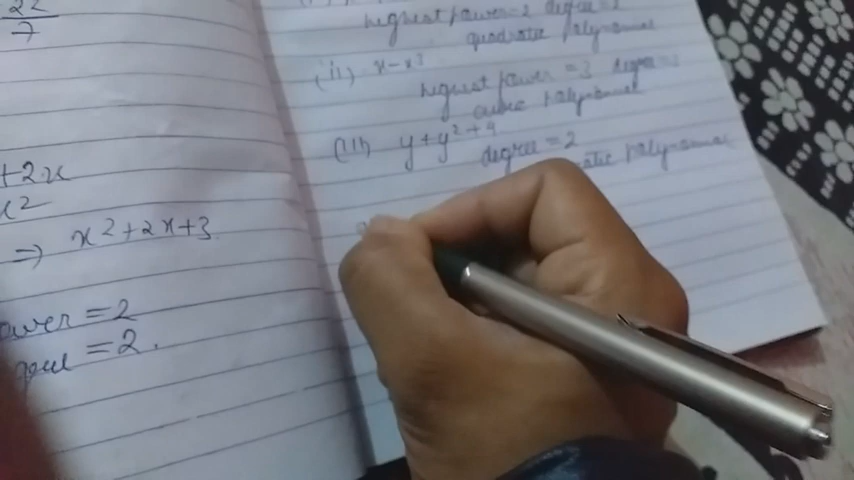 22
7
+2x
x2
⇒ x2+2x+3
ower = 2
gree = 2.
highest power = 2 degree = 2
quadratic polynomial
(ii) x-x3
highest power = 3 degree =
cubic polynomial
(iii) y+y2+4
degree = 2
atic polynomial